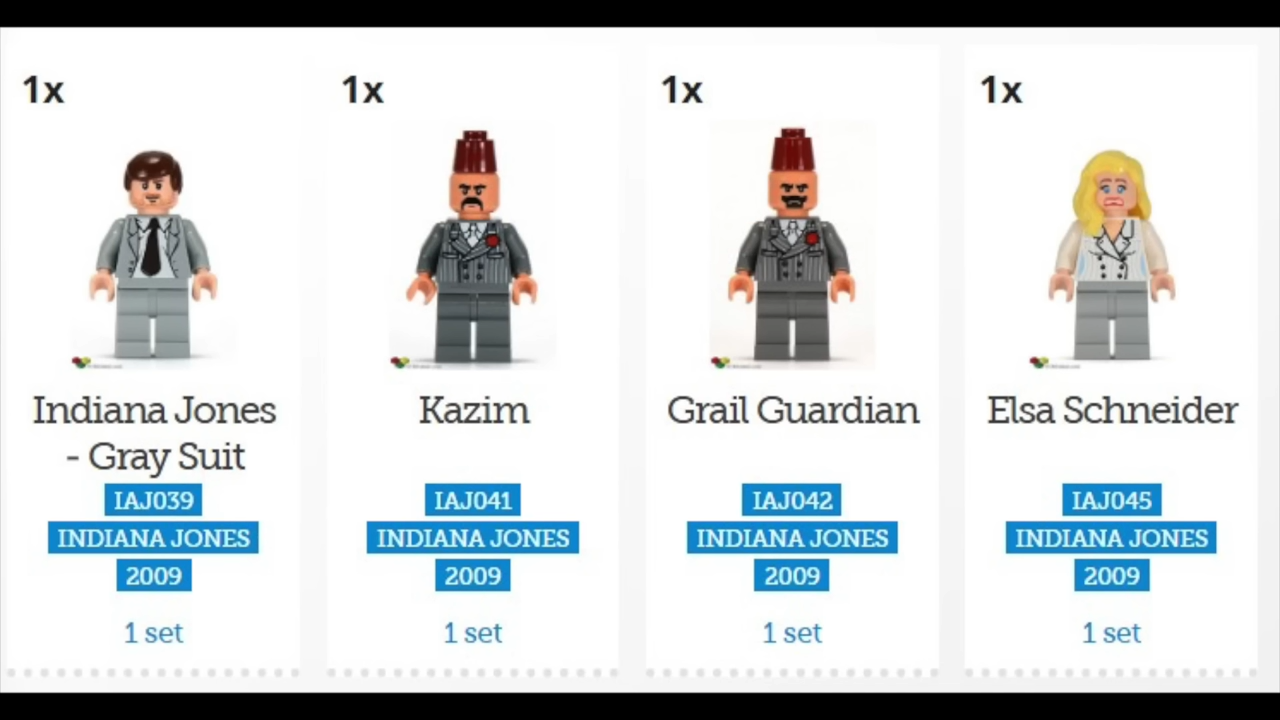 1x
1x
1x
1x
Indiana Jones
- Gray Suit
Kazim
Grail Guardian
Elsa Schneider
IAJ039
INDIANA JONES
2009
IAJ041
INDIANA JONES
2009
IAJ042
INDIANA JONES
2009
IAJ045
INDIANA JONES
2009
1 set
1 set
1 set
1 set